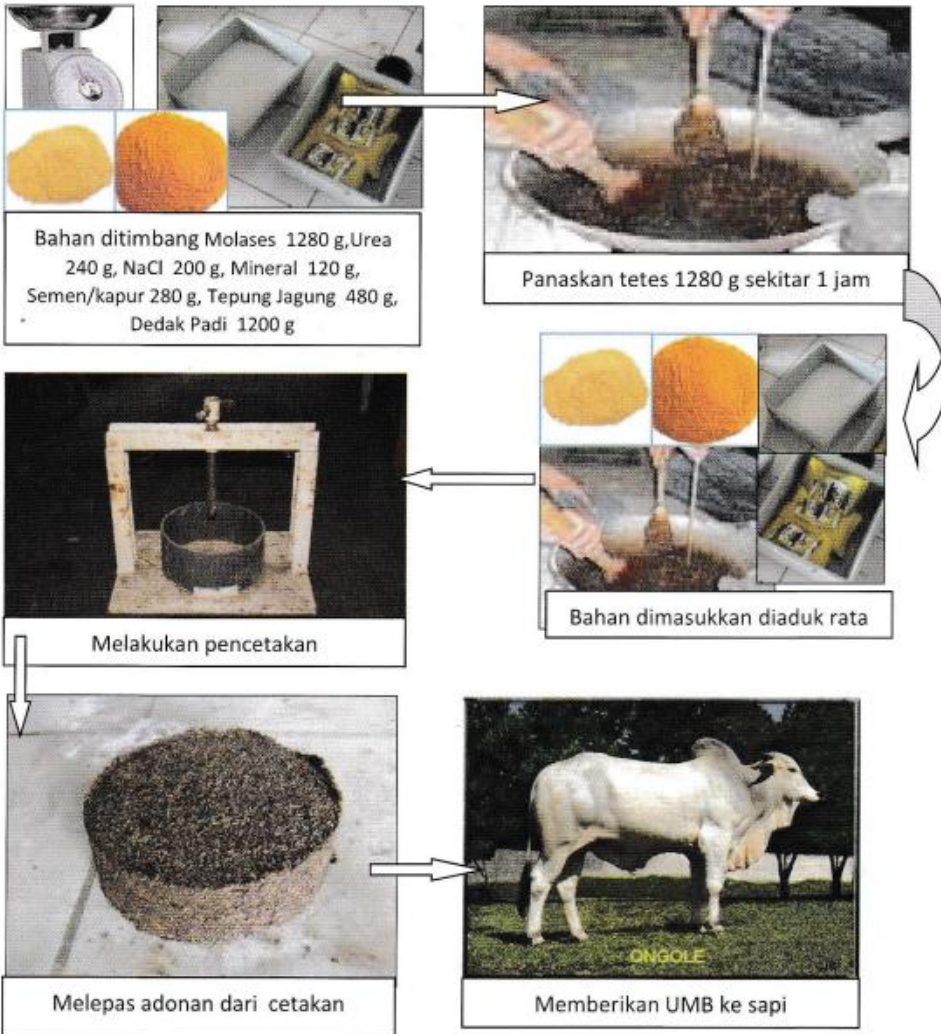 Bahan ditimbang Molases 1280 g,Urea
240 g, NaCl 200 g, Mineral 120 g,
Semen/kapur 280 g, Tepung Jagung 480 g,
Dedak Padi 1200 g
Panaskan tetes 1280 g sekitar 1 jam
Bahan dimasukkan diaduk rata
Melakukan pencetakan
Melepas adonan dari cetakan
ONGOLE
Memberikan UMB ke sapi